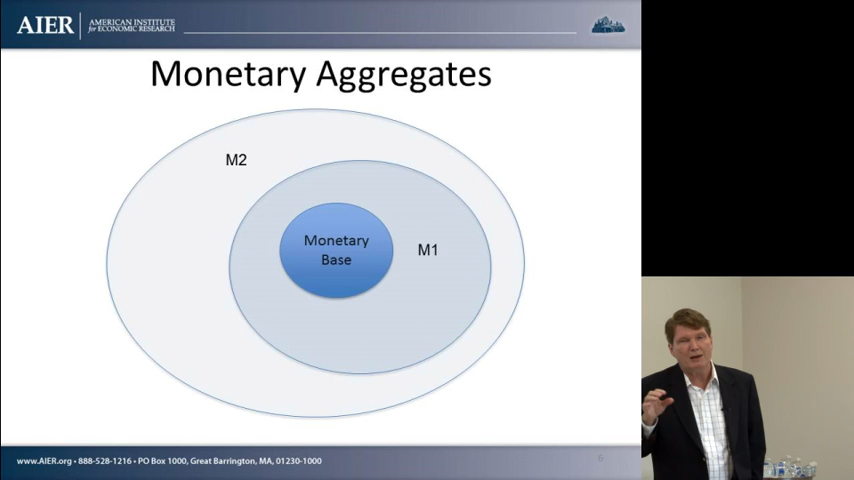 AIER
AMERICAN INSTITUTE
for ECONOMIC RESEARCH
Monetary Aggregates
M2
Monetary
Base
M1
www.AIER.org • 888-528-1216 • PO Box 1000, Great Barrington, MA, 01230-1000
6